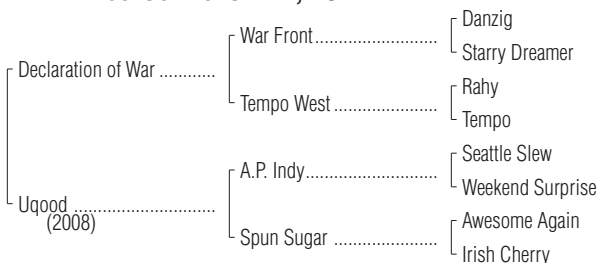 Danzig
War Front
Starry Dreamer
Declaration of War
Rahy
Tempo West
Tempo
Seattle Slew
A.P. Indy
Weekend Surprise
Uqood
(2008)
Awesome Again
Spun Sugar
Irish Cherry